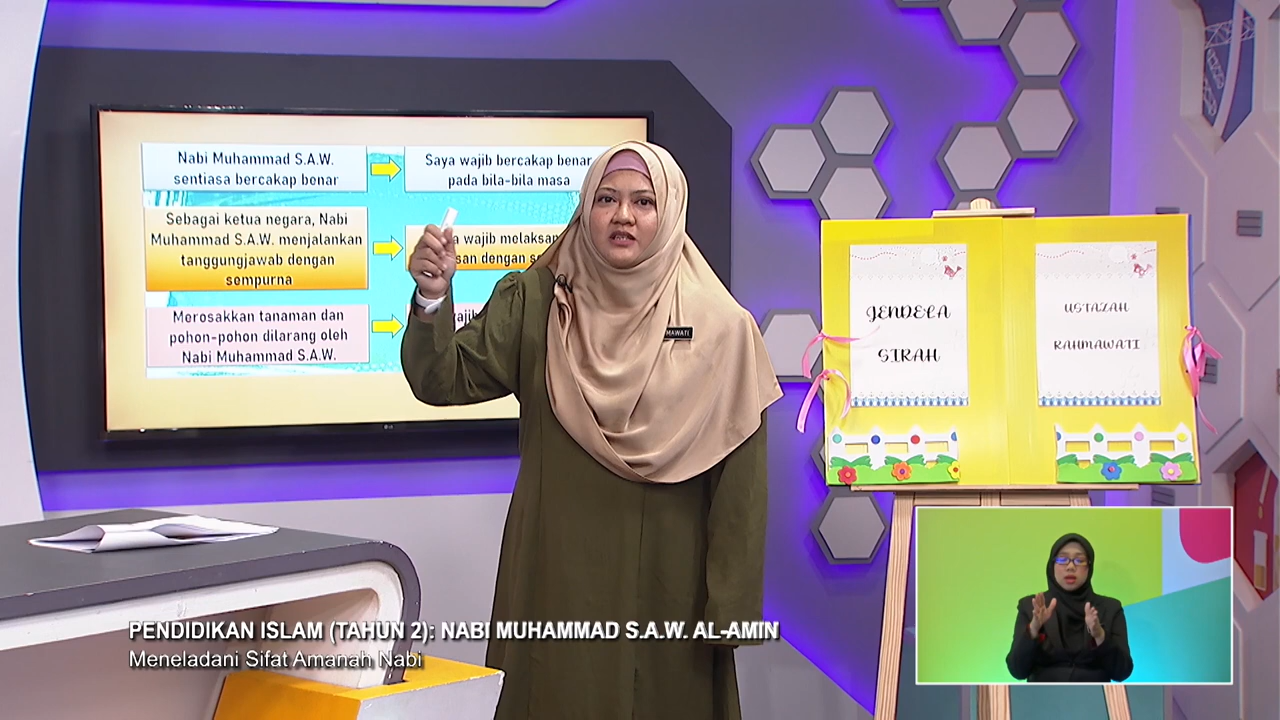 Nabi Muhammad S.A.W.
sentiasa bercakap benar
Saya wajib bercakap benar
pada bila-bila masa
Sebagai ketua negara, Nabi
Muhammad S.A.W. menjalankan
tanggungjawab dengan
sempurna
wajib
dengan
Merosakkan tanaman dan
pohon-pohon dilarang oleh
Nabi Muhammad S.A.W.
LG
MAWATI
JENDELA
SIRAH
USTAZAH
RAHMAWATI
PENDIDIKAN ISLAM (TAHUN 2): NABI MUHAMMAD S.A.W. AL-AMIN
Meneladani Sifat Amanah Nabi